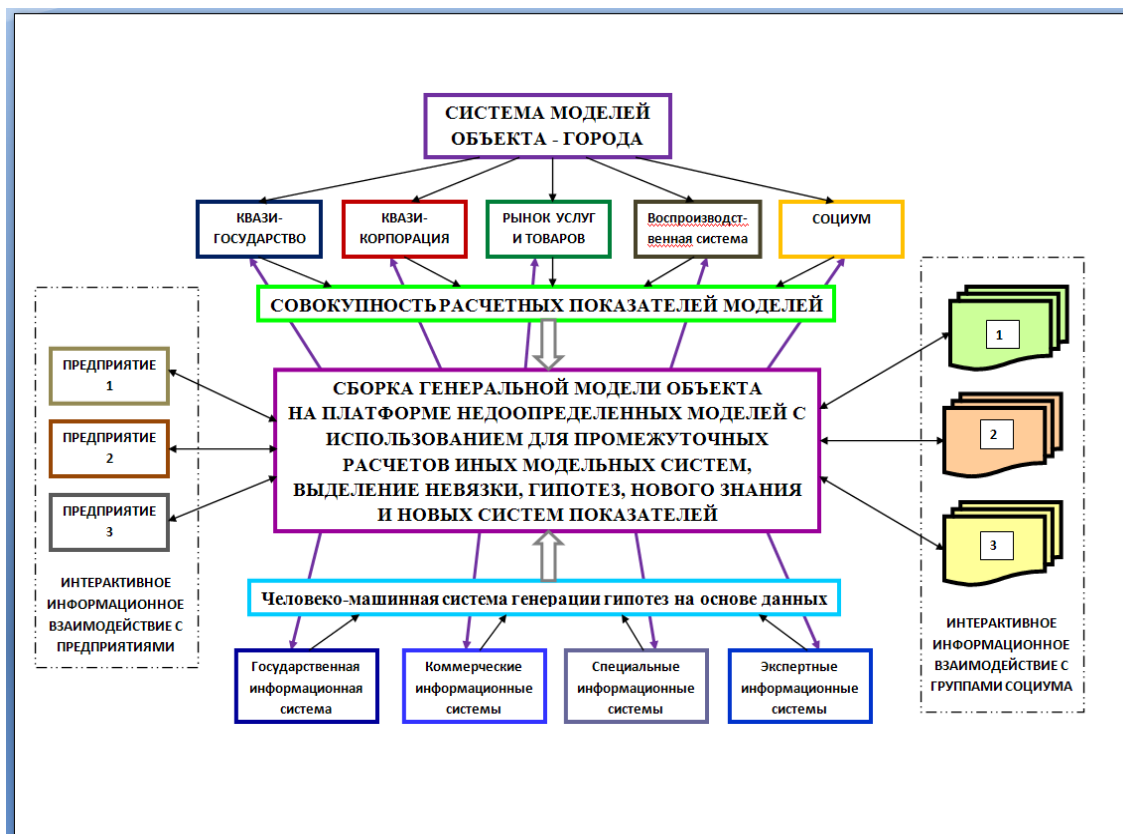 СИСТЕМА МОДЕЛЕЙ
ОБЪЕКТА - ГОРОДА
КВАЗИ-
ГОСУДАРСТВО
КВАЗИ-
КОРПОРАЦИЯ
РЫНОК УСЛУГ
И ТОВАРОВ
Воспроизводст-
венная система
СОЦИУМ
СОВОКУПНОСТЬ РАСЧЕТНЫХ ПОКАЗАТЕЛЕЙ МОДЕЛЕЙ
ПРЕДПРИЯТИЕ
1
ПРЕДПРИЯТИЕ
2
ПРЕДПРИЯТИЕ
3
ИНТЕРАКТИВНОЕ
ИНФОРМАЦИОННОЕ
ВЗАИМОДЕЙСТВИЕ С
ПРЕДПРИЯТИЯМИ
СБОРКА ГЕНЕРАЛЬНОЙ МОДЕЛИ ОБЪЕКТА
НА ПЛАТФОРМЕ НЕДООПРЕДЕЛЕННЫХ МОДЕЛЕЙ С
ИСПОЛЬЗОВАНИЕМ ДЛЯ ПРОМЕЖУТОЧНЫХ
РАСЧЕТОВ ИНЫХ МОДЕЛЬНЫХ СИСТЕМ,
ВЫДЕЛЕНИЕ НЕВЯЗКИ, ГИПОТЕЗ, НОВОГО ЗНАНИЯ
И НОВЫХ СИСТЕМ ПОКАЗАТЕЛЕЙ
1
2
3
ИНТЕРАКТИВНОЕ
ИНФОРМАЦИОННОЕ
ВЗАИМОДЕЙСТВИЕ С
ГРУППАМИ СОЦИУМА
Человеко-машинная система генерации гипотез на основе данных
Государственная
информационная
система
Коммерческие
информационные
системы
Специальные
информационные
системы
Экспертные
информационные
системы